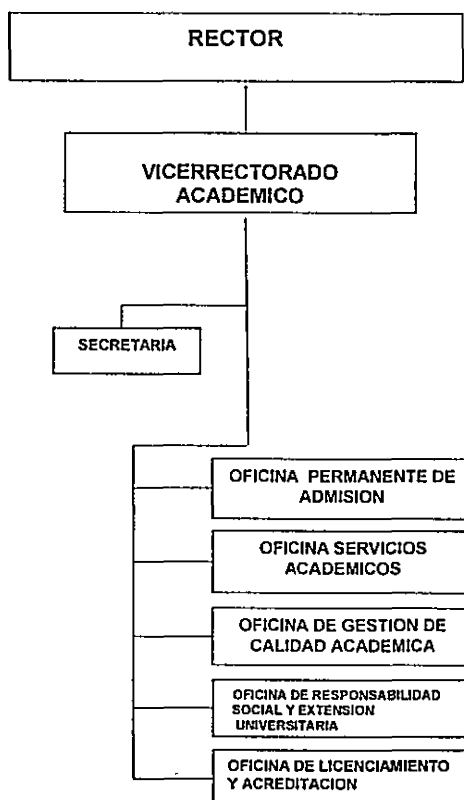 RECTOR
VICERRECTORADO
ACADEMICO
SECRETARIA
OFICINA PERMANENTE DE
ADMISION
OFICINA SERVICIOS
ACADEMICOS
OFICINA DE GESTION DE
CALIDAD ACADEMICA
OFICINA DE RESPONSABILIDAD
SOCIAL Y EXTENSION
UNIVERSITARIA
OFICINA DE LICENCIAMIENTO
Y ACREDITACION